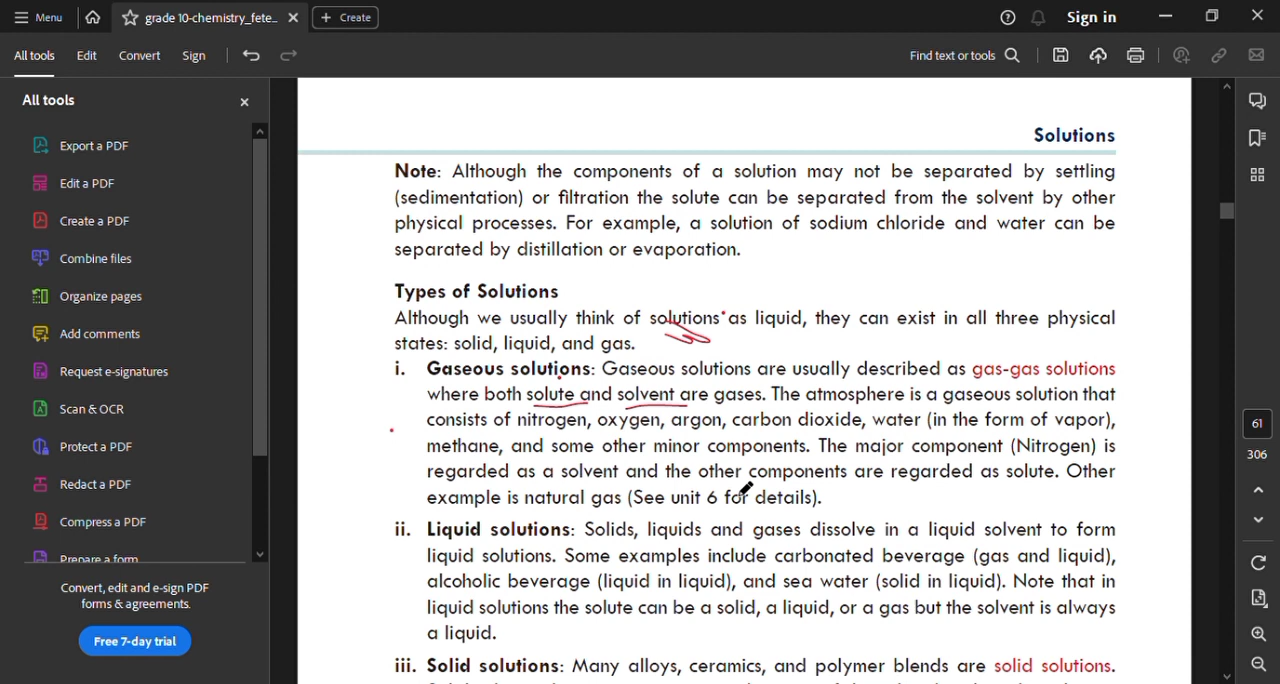 Menu
grade 10-chemistry_fete...
Create
Sign in
All tools
Edit
Convert
Sign
Find text or tools
All tools
Export a PDF
Edit a PDF
Create a PDF
Combine files
Organize pages
Add comments
Request e-signatures
Scan & OCR
Protect a PDF
Redact a PDF
Compress a PDF
Prepare a form
Convert, edit and e-sign PDF
forms & agreements.
Free 7-day trial
Solutions
Note: Although the components of a solution may not be separated by settling
(sedimentation) or filtration the solute can be separated from the solvent by other
physical processes. For example, a solution of sodium chloride and water can be
separated by distillation or evaporation.
Types of Solutions
Although we usually think of solutions as liquid, they can exist in all three physical
states: solid, liquid, and gas.
i. Gaseous solutions: Gaseous solutions are usually described as gas-gas solutions
where both solute and solvent are gases. The atmosphere is a gaseous solution that
consists of nitrogen, oxygen, argon, carbon dioxide, water (in the form of vapor),
methane, and some other minor components. The major component (Nitrogen) is
regarded as a solvent and the other components are regarded as solute. Other
example is natural gas (See unit 6 for details).
ii. Liquid solutions: Solids, liquids and gases dissolve in a liquid solvent to form
liquid solutions. Some examples include carbonated beverage (gas and liquid),
alcoholic beverage (liquid in liquid), and sea water (solid in liquid). Note that in
liquid solutions the solute can be a solid, a liquid, or a gas but the solvent is always
a liquid.
iii. Solid solutions: Many alloys, ceramics, and polymer blends are solid solutions.
61
306